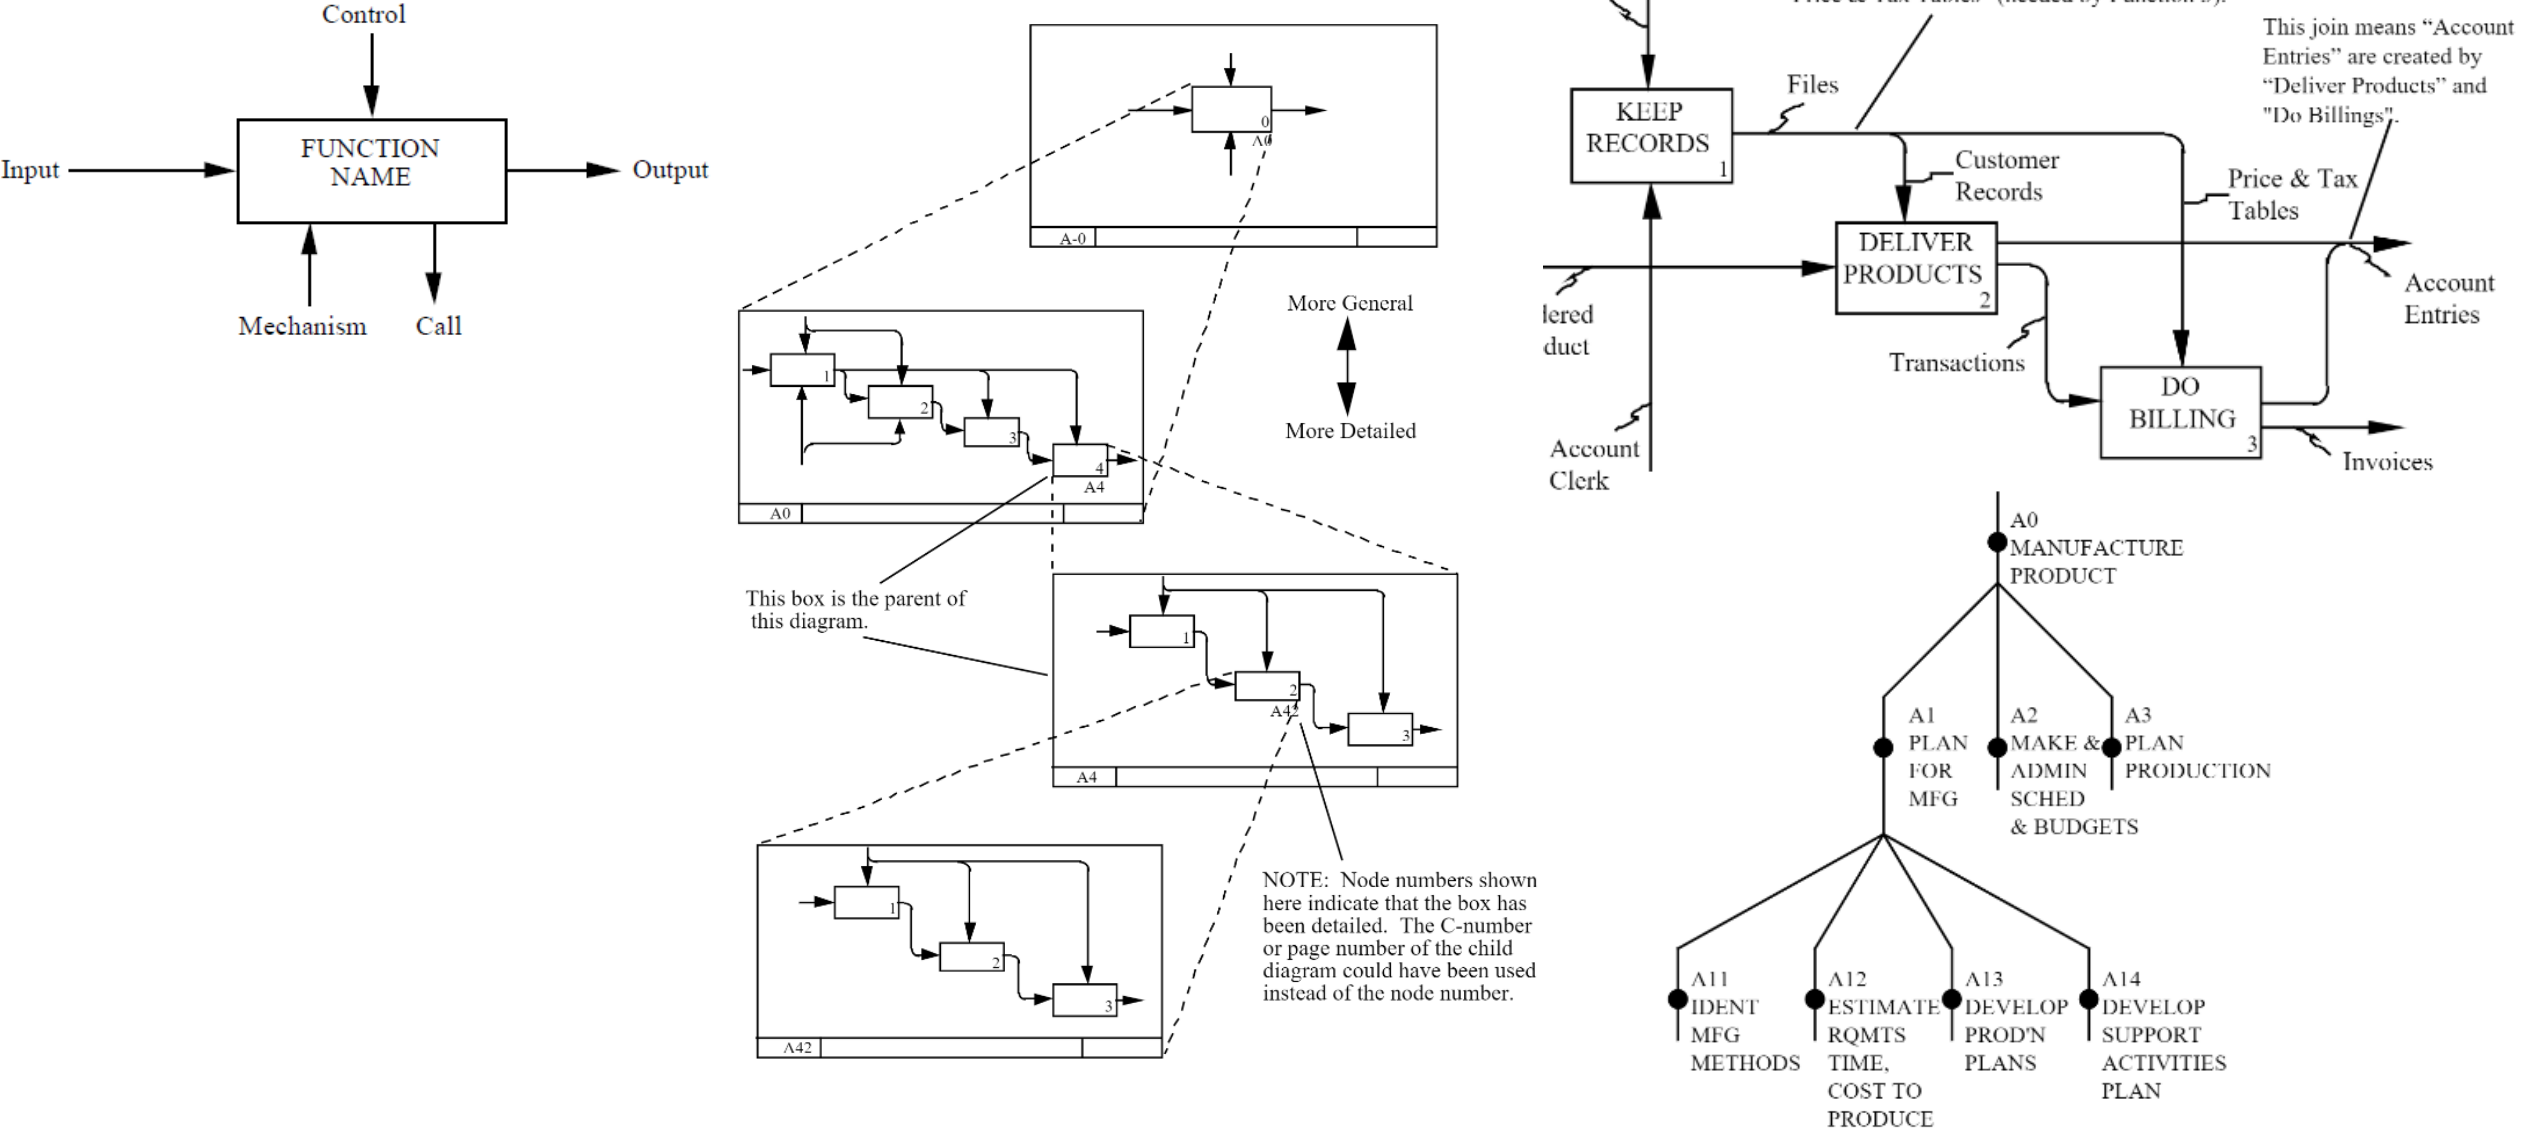 Control
FUNCTION
NAME
Input
Output
Mechanism
Call
0
A0
A-0
More General
More Detailed
1
2
3
4
A4
A0
This box is the parent of
this diagram.
1
2
A42
3
A4
NOTE: Node numbers shown
here indicate that the box has
been detailed. The C-number
or page number of the child
diagram could have been used
instead of the node number.
1
2
3
A42
This join means “Account
Entries” are created by
“Deliver Products” and
"Do Billings".
Files
KEEP
RECORDS
1
Customer
Records
Price & Tax
Tables
DELIVER
PRODUCTS
2
Account
Entries
lered
duct
Transactions
DO
BILLING
3
Account
Clerk
Invoices
A0
MANUFACTURE
PRODUCT
A1
PLAN
FOR
MFG
A2
MAKE &
ADMIN
SCHED
& BUDGETS
A3
PLAN
PRODUCTION
A11
IDENT
MFG
METHODS
A12
ESTIMATE
RQMTS
TIME,
COST TO
PRODUCE
A13
DEVELOP
PROD'N
PLANS
A14
DEVELOP
SUPPORT
ACTIVITIES
PLAN